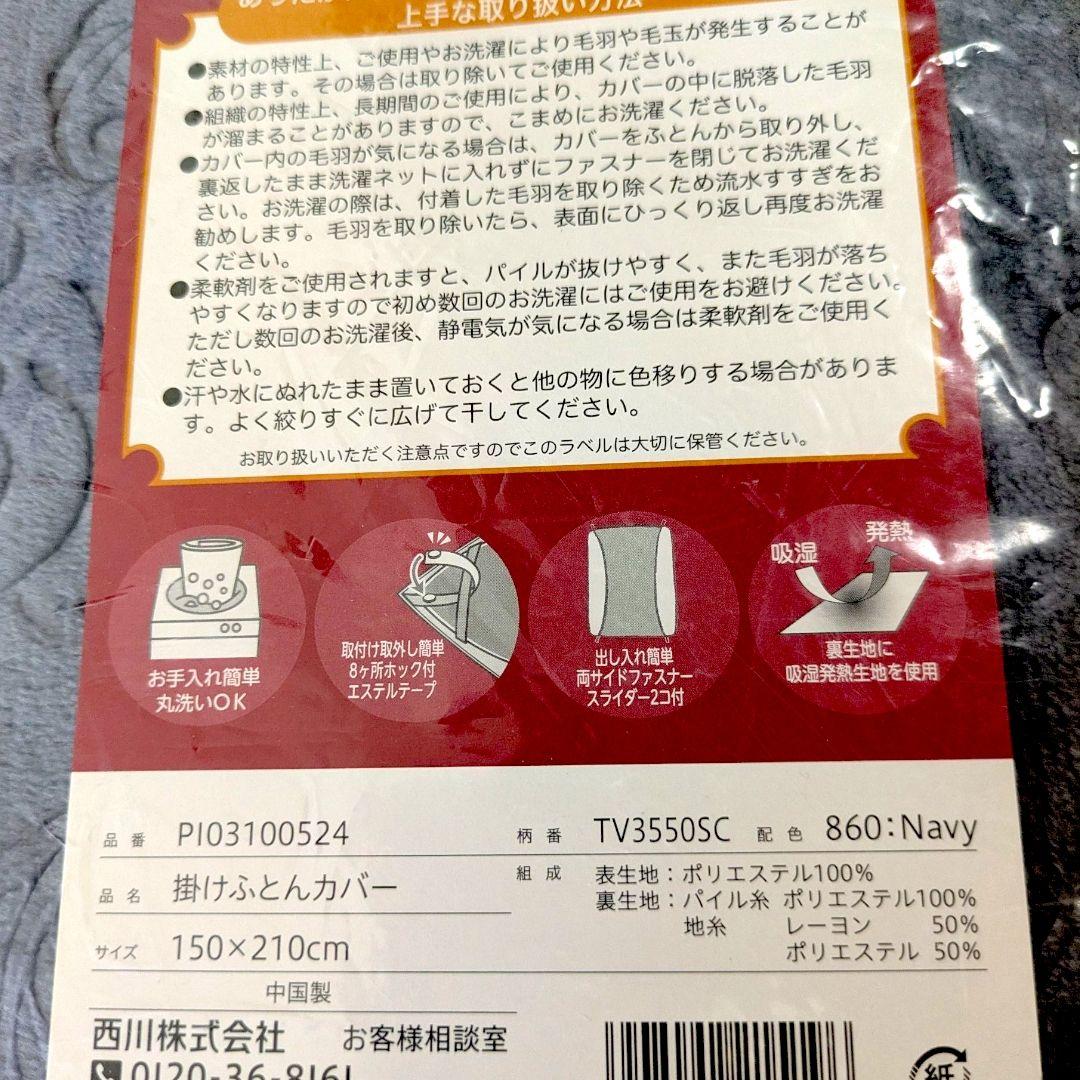 上手な取り扱い方法
●素材の特性上、ご使用やお洗濯により毛羽や毛玉が発生することが
あります。その場合は取り除いてご使用ください。
●組織の特性上、長期間のご使用により、カバーの中に脱落した毛羽
が溜まることがありますので、こまめにお洗濯ください。
●カバー内の毛羽が気になる場合は、カバーをふとんから取り外し、
裏返したまま洗濯ネットに入れずにファスナーを閉じてお洗濯くだ
さい。お洗濯の際は、付着した毛羽を取り除くため流水すすぎをお
勧めします。毛羽を取り除いたら、表面にひっくり返し再度お洗濯
ください。
●柔軟剤をご使用されますと、パイルが抜けやすく、また毛羽が落ち
やすくなりますので初め数回のお洗濯にはご使用をお避けください。
ただし数回のお洗濯後、静電気が気になる場合は柔軟剤をご使用く
ださい。
●汗や水にぬれたまま置いておくと他の物に色移りする場合がありま
す。よく絞りすぐに広げて干してください。
お取り扱いいただく注意点ですのでこのラベルは大切に保管ください。
お手入れ簡単
丸洗いOK
取付け取外し簡単
8ヶ所ホック付
エステルテープ
出し入れ簡単
両サイドファスナー
スライダー2コ付
吸湿
発熱
裏生地に
吸湿発熱生地を使用
品番 PI03100524 柄番 TV3550SC 配色 860:Navy
品名 掛けふとんカバー
サイズ 150×210cm
組成 表生地:ポリエステル100%
裏生地:パイル糸 ポリエステル100%
地糸 レーヨン 50%
ポリエステル 50%
中国製
西川株式会社 お客様相談室
0120-36-8161
紙